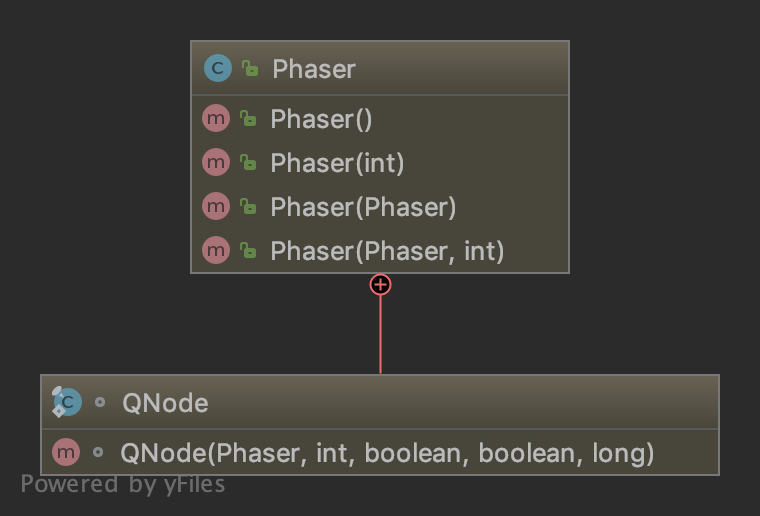 Phaser
Phaser()
Phaser(int)
Phaser(Phaser)
Phaser(Phaser, int)
QNode
QNode(Phaser, int, boolean, boolean, long)
Powered by yFiles